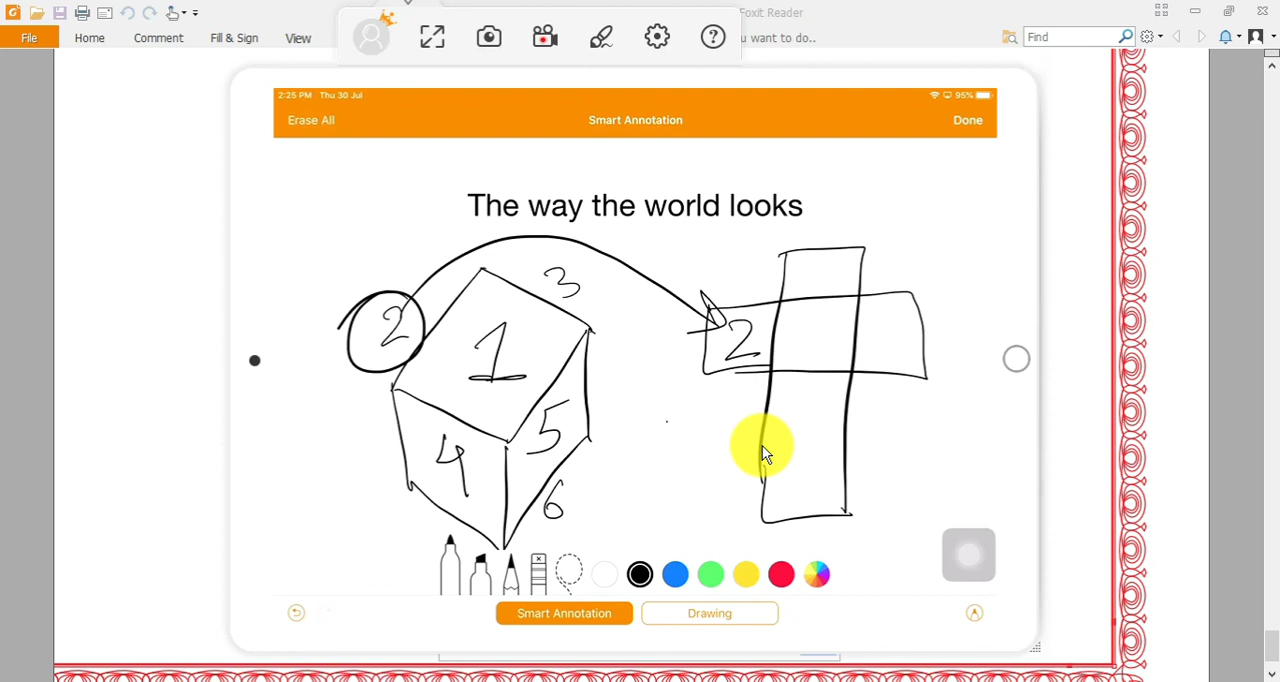 Foxit Reader
File Home Comment Fill & Sign View u want to do.. Find
2:25 PM Thu 30 Jul 95%
Erase All Smart Annotation Done
The way the world looks
3
2
1
2
5
4
6
Smart Annotation Drawing